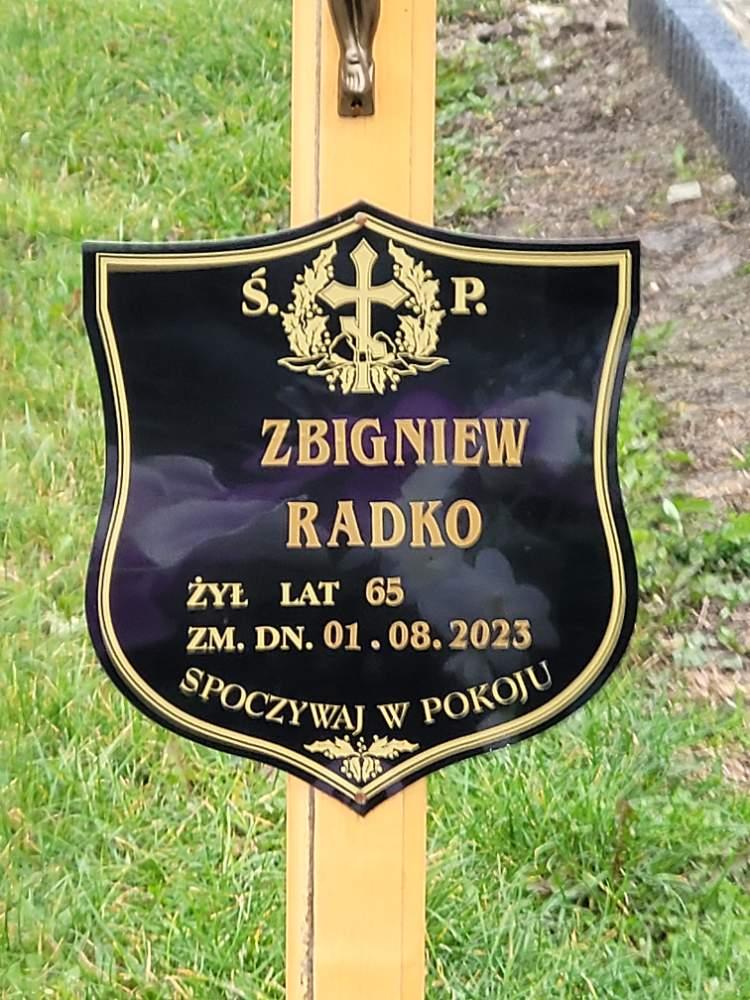 Ś. P.
ZBIGNIEW
RADKO
ŻYŁ LAT 65
ZM. DN. 01.08.2023
SPOCZYWAJ W POKOJU